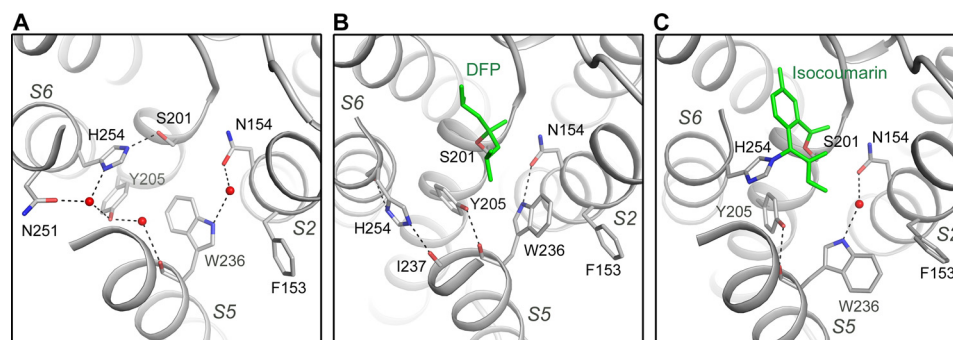 A
S6
H254
S201
N154
Y205
N251
W236
S2
F153
S5
B
DFP
S6
N154
S201
Y205
S2
H254
W236
I237
F153
S5
C
Isocoumarin
S6
N154
H254
S201
Y205
S2
F153
W236
S5